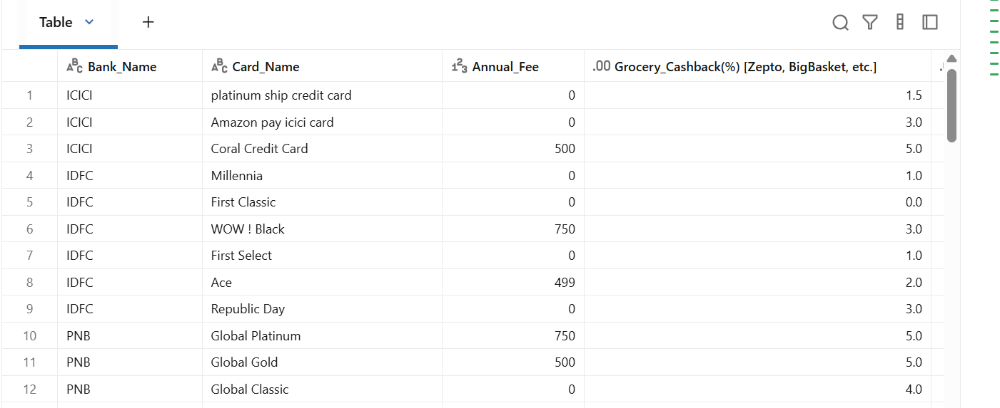 Table
ABC Bank_Name ABC Card_Name 123 Annual_Fee .00 Grocery_Cashback(%) [Zepto, BigBasket, etc.]
1 ICICI platinum ship credit card 0 1.5
2 ICICI Amazon pay icici card 0 3.0
3 ICICI Coral Credit Card 500 5.0
4 IDFC Millennia 0 1.0
5 IDFC First Classic 0 0.0
6 IDFC WOW ! Black 750 3.0
7 IDFC First Select 0 1.0
8 IDFC Ace 499 2.0
9 IDFC Republic Day 0 3.0
10 PNB Global Platinum 750 5.0
11 PNB Global Gold 500 5.0
12 PNB Global Classic 0 4.0